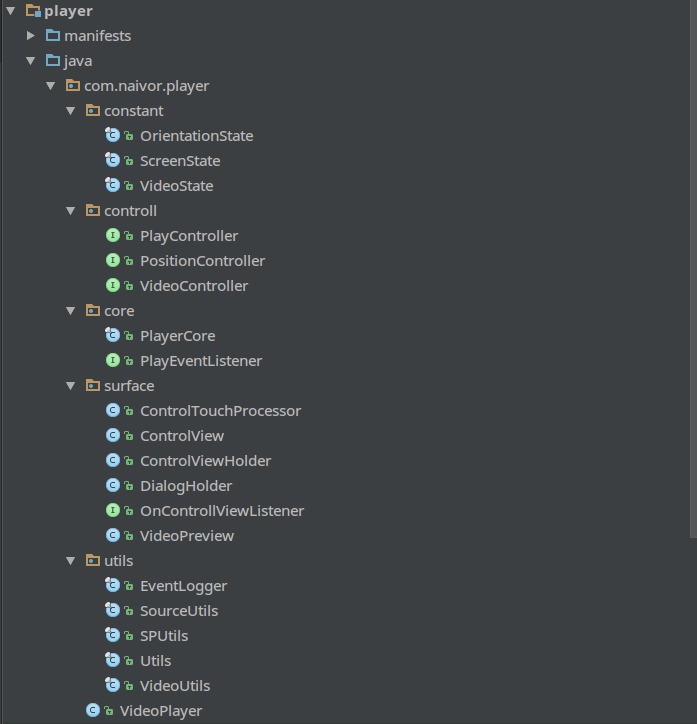 player
manifests
java
com.naivor.player
constant
OrientationState
ScreenState
VideoState
controll
PlayController
PositionController
VideoController
core
PlayerCore
PlayEventListener
surface
ControlTouchProcessor
ControlView
ControlViewHolder
DialogHolder
OnControllViewListener
VideoPreview
utils
EventLogger
SourceUtils
SPUtils
Utils
VideoUtils
VideoPlayer